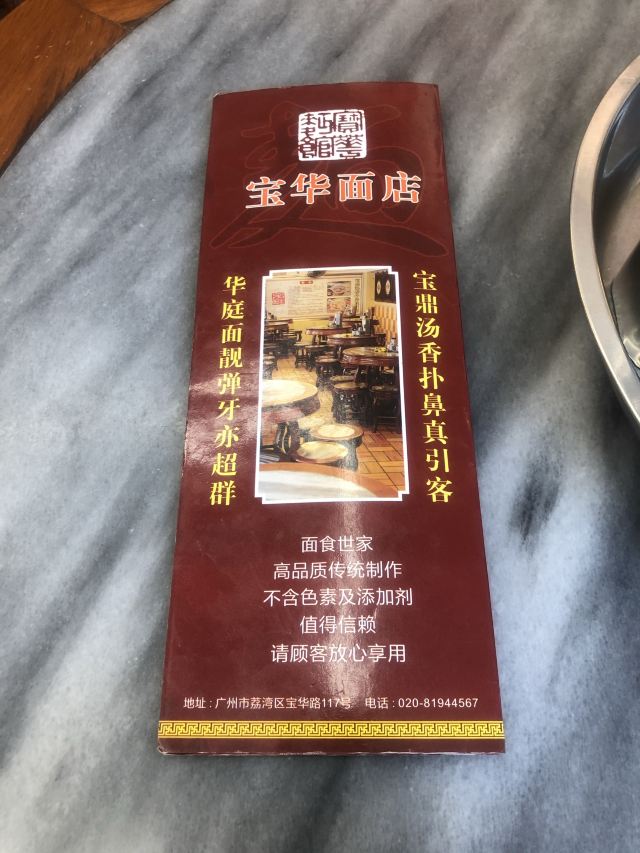 宝华面店
宝鼎汤香扑鼻真引客
华庭面靓弹牙亦超群
面食世家
高品质传统制作
不含色素及添加剂
值得信赖
请顾客放心享用
地址：广州市荔湾区宝华路117号 电话：020-81944567